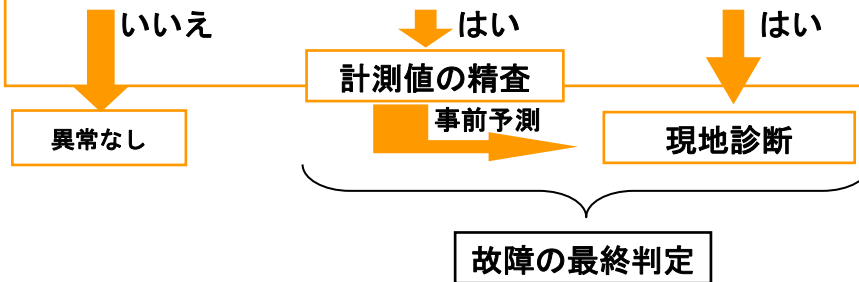 いいえ
はい
はい
計測値の精査
事前予測
異常なし
現地診断
故障の最終判定